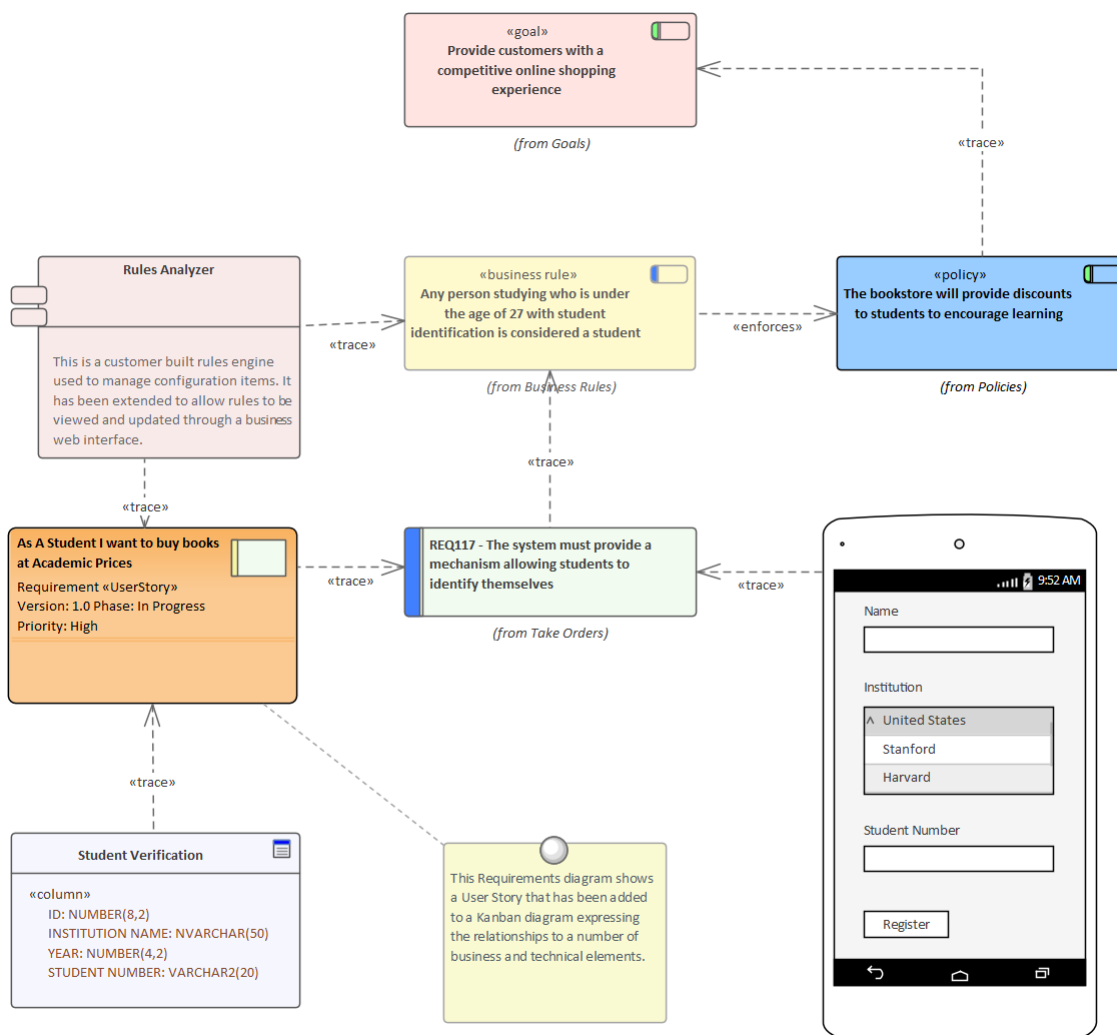 «goal»
Provide customers with a
competitive online shopping
experience
(from Goals)
«trace»
Rules Analyzer
This is a customer built rules engine
used to manage configuration items. It
has been extended to allow rules to be
viewed and updated through a business
web interface.
«trace»
«business rule»
Any person studying who is under
the age of 27 with student
identification is considered a student
(from Business Rules)
«enforces»
«policy»
The bookstore will provide discounts
to students to encourage learning
(from Policies)
«trace»
«trace»
As A Student I want to buy books
at Academic Prices
Requirement «UserStory»
Version: 1.0 Phase: In Progress
Priority: High
«trace»
REQ117 - The system must provide a
mechanism allowing students to
identify themselves
(from Take Orders)
«trace»
9:52 AM
Name
Institution
United States
Stanford
Harvard
Student Number
Register
«trace»
Student Verification
«column»
ID: NUMBER(8,2)
INSTITUTION NAME: NVARCHAR(50)
YEAR: NUMBER(4,2)
STUDENT NUMBER: VARCHAR2(20)
This Requirements diagram shows
a User Story that has been added
to a Kanban diagram expressing
the relationships to a number of
business and technical elements.